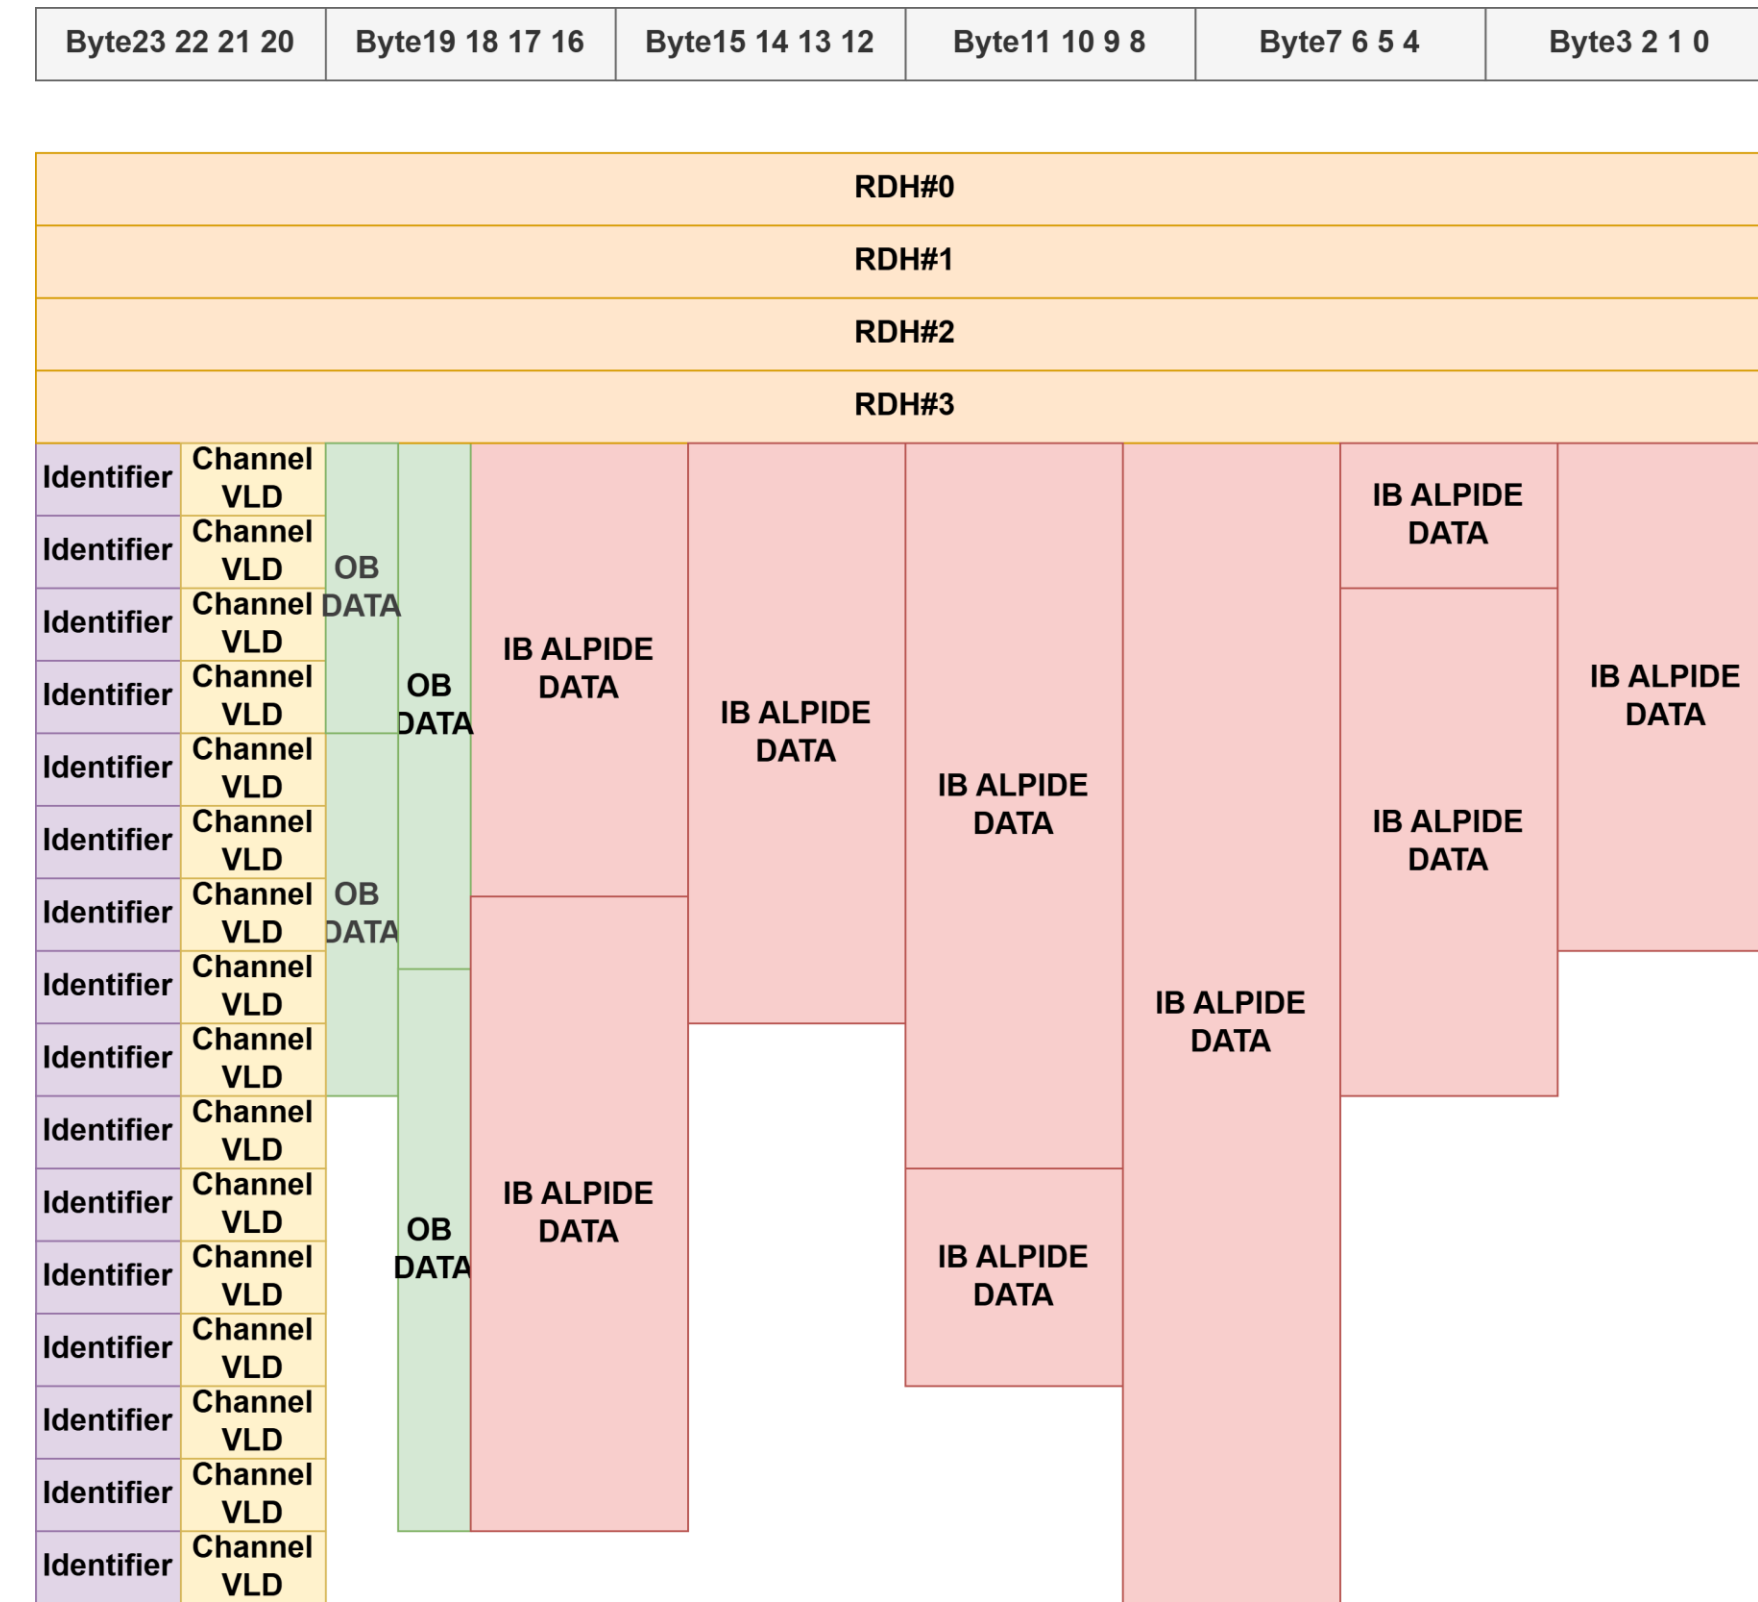 Byte23 22 21 20 Byte19 18 17 16 Byte15 14 13 12 Byte11 10 9 8 Byte7 6 5 4 Byte3 2 1 0
RDH#0
RDH#1
RDH#2
RDH#3
Identifier
Channel
VLD
Identifier
Channel
VLD
Identifier
Channel
VLD
Identifier
Channel
VLD
Identifier
Channel
VLD
Identifier
Channel
VLD
Identifier
Channel
VLD
Identifier
Channel
VLD
Identifier
Channel
VLD
Identifier
Channel
VLD
Identifier
Channel
VLD
Identifier
Channel
VLD
Identifier
Channel
VLD
Identifier
Channel
VLD
Identifier
Channel
VLD
Identifier
Channel
VLD
OB
DATA
OB
DATA
OB
DATA
OB
DATA
IB ALPIDE
DATA
IB ALPIDE
DATA
IB ALPIDE
DATA
IB ALPIDE
DATA
IB ALPIDE
DATA
IB ALPIDE
DATA
IB ALPIDE
DATA
IB ALPIDE
DATA
IB ALPIDE
DATA